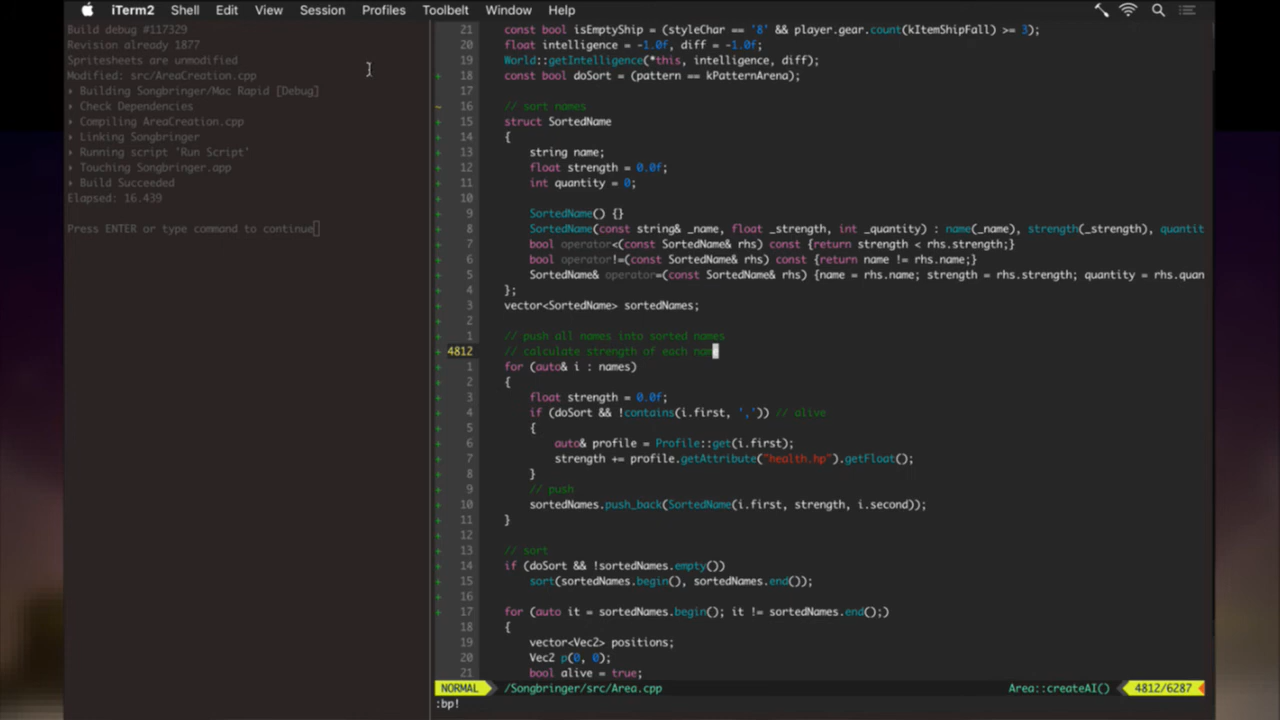 iTerm2 Shell Edit View Session Profiles Toolbelt Window Help
Build debug #117329
Revision already 1877
Spritesheets are unmodified
Modified: src/AreaCreation.cpp
Building Songbringer/Mac Rapid [Debug]
Check Dependencies
Compiling AreaCreation.cpp
Linking Songbringer
Running script 'Run Script'
Touching Songbringer.app
Build Succeeded
Elapsed: 16.439
Press ENTER or type command to continue
21 const bool isEmptyShip = (styleChar == '8' && player.gear.count(kItemShipFall) >= 3);
20 float intelligence = -1.0f, diff = -1.0f;
19 World::getIntelligence(*this, intelligence, diff);
+ 18 const bool doSort = (pattern == kPatternArena);
17
~ 16 // sort names
+ 15 struct SortedName
+ 14 {
+ 13 string name;
+ 12 float strength = 0.0f;
+ 11 int quantity = 0;
+ 10
+ 9 SortedName() {}
+ 8 SortedName(const string& _name, float _strength, int _quantity) : name(_name), strength(_strength), quantit
+ 7 bool operator<(const SortedName& rhs) const {return strength < rhs.strength;}
+ 6 bool operator!=(const SortedName& rhs) const {return name != rhs.name;}
+ 5 SortedName& operator=(const SortedName& rhs) {name = rhs.name; strength = rhs.strength; quantity = rhs.quan
+ 4 };
+ 3 vector<SortedName> sortedNames;
+ 2
+ 1 // push all names into sorted names
+ 4812 // calculate strength of each name
+ 1 for (auto& i : names)
+ 2 {
+ 3 float strength = 0.0f;
+ 4 if (doSort && !contains(i.first, ',')) // alive
+ 5 {
+ 6 auto& profile = Profile::get(i.first);
+ 7 strength += profile.getAttribute("health.hp").getFloat();
+ 8 }
+ 9 // push
+ 10 sortedNames.push_back(SortedName(i.first, strength, i.second));
+ 11 }
+ 12
+ 13 // sort
+ 14 if (doSort && !sortedNames.empty())
+ 15 sort(sortedNames.begin(), sortedNames.end());
+ 16
+ 17 for (auto it = sortedNames.begin(); it != sortedNames.end();)
18 {
19 vector<Vec2> positions;
20 Vec2 p(0, 0);
21 bool alive = true;
NORMAL /Songbringer/src/Area.cpp Area::createAI() 4812/6287
:bp!